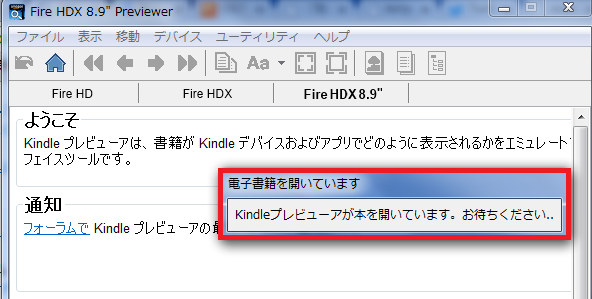 Fire HDX 8.9" Previewer
ファイル 表示 移動 デバイス ユーティリティ ヘルプ
Aa
Fire HD Fire HDX Fire HDX 8.9"
ようこそ
Kindle プレビューアは、書籍が Kindle デバイスおよびアプリでどのように表示されるかをエミュレート
フェイスツールです。
電子書籍を開いています
通知
Kindleプレビューアが本を開いています。お待ちください..
フォーラムで Kindle プレビューアの